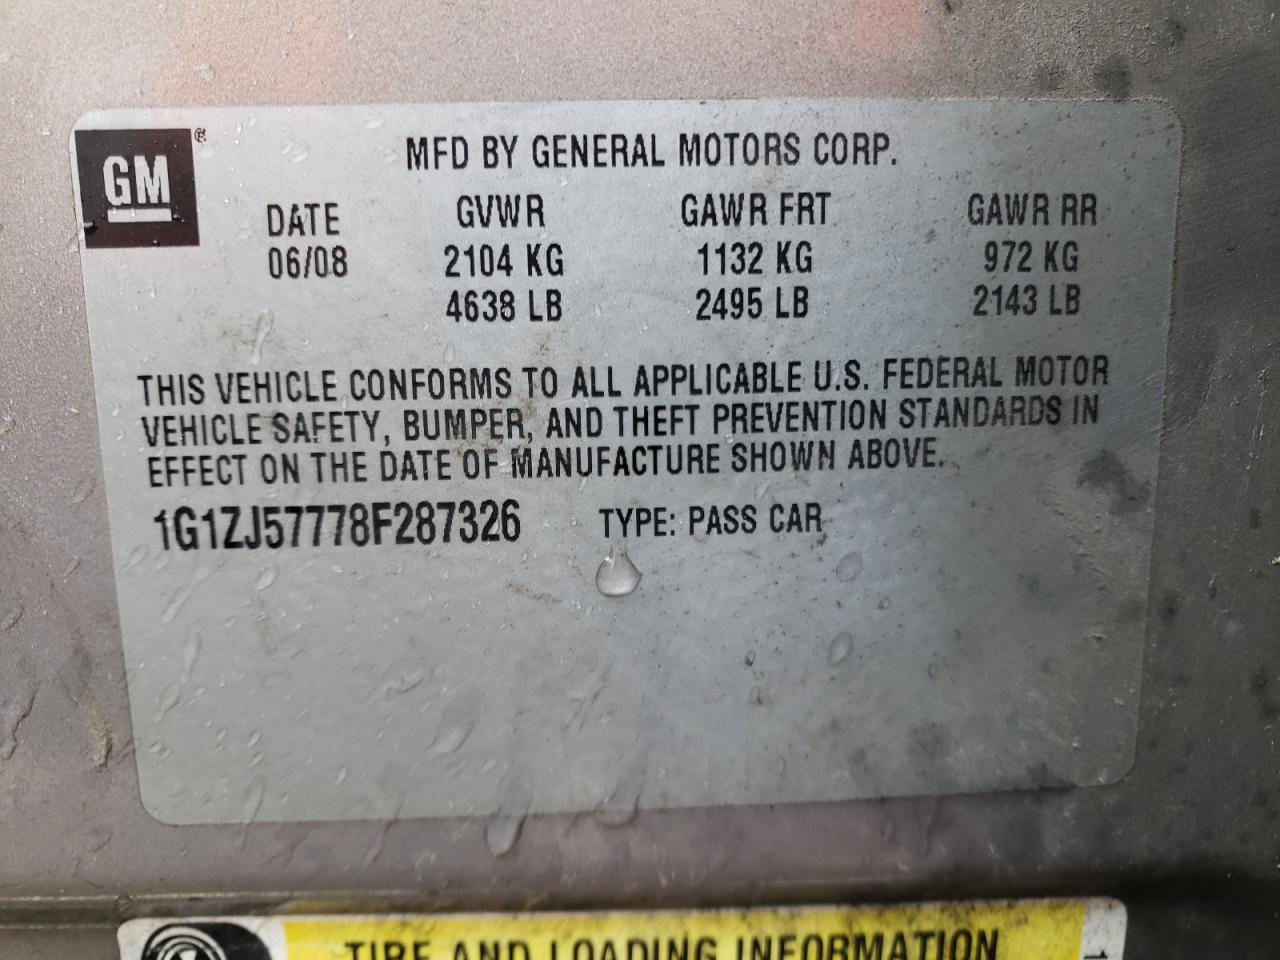 GM ®
MFD BY GENERAL MOTORS CORP.
DATE GVWR GAWR FRT GAWR RR
06/08 2104 KG 1132 KG 972 KG
4638 LB 2495 LB 2143 LB
THIS VEHICLE CONFORMS TO ALL APPLICABLE U.S. FEDERAL MOTOR
VEHICLE SAFETY, BUMPER, AND THEFT PREVENTION STANDARDS IN
EFFECT ON THE DATE OF MANUFACTURE SHOWN ABOVE.
1G1ZJ57778F287326 TYPE: PASS CAR
TIRE AND LOADING INFORMATION